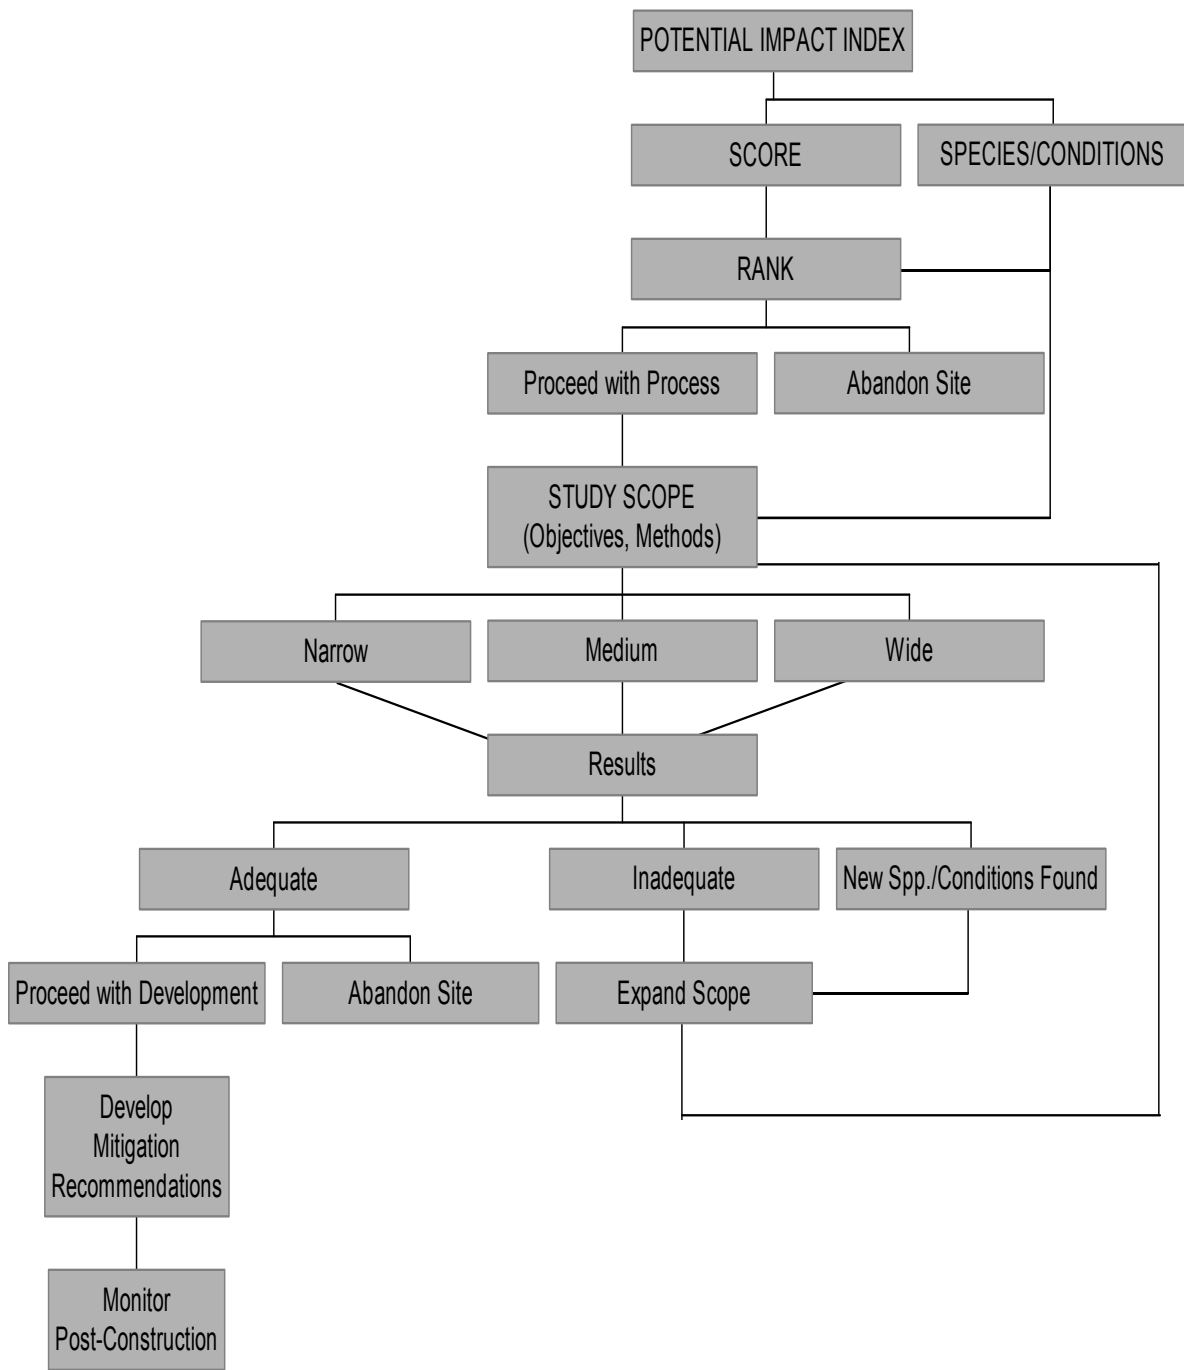 POTENTIAL IMPACT INDEX
SCORE
SPECIES/CONDITIONS
RANK
Proceed with Process
Abandon Site
STUDY SCOPE
(Objectives, Methods)
Narrow
Medium
Wide
Results
Adequate
Inadequate
New Spp./Conditions Found
Proceed with Development
Abandon Site
Expand Scope
Develop
Mitigation
Recommendations
Monitor
Post-Construction